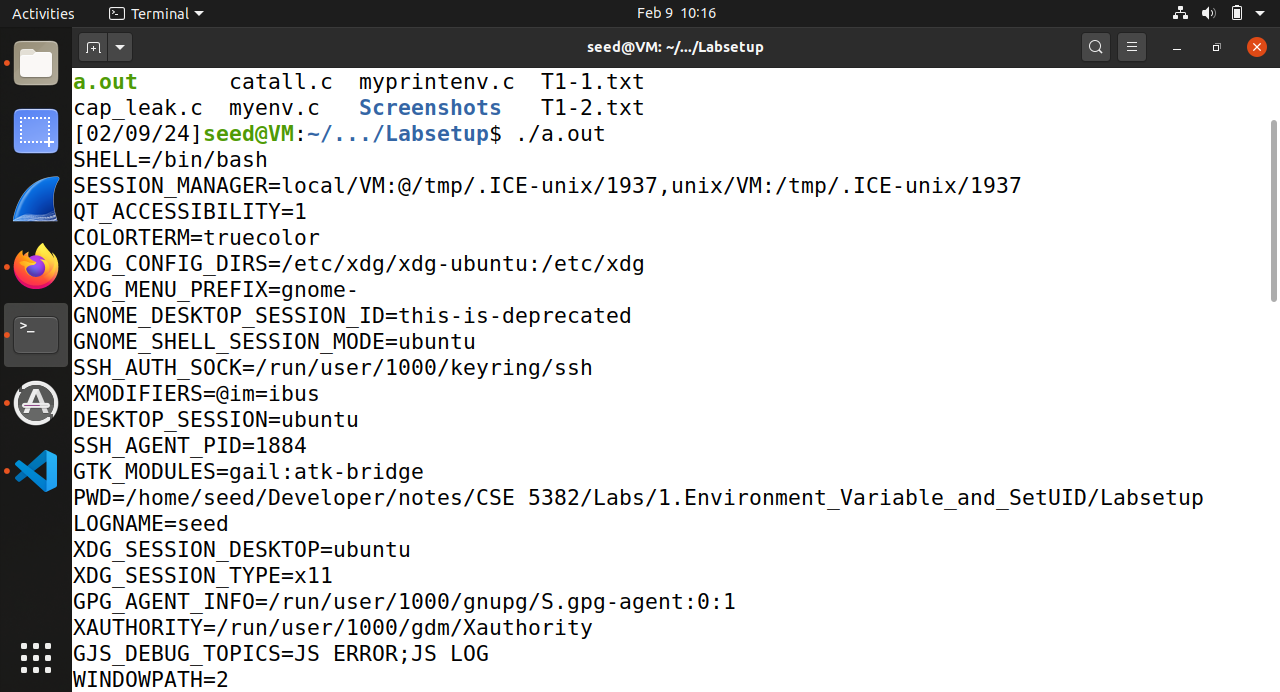 Activities Terminal Feb 9 10:16
seed@VM: ~/.../Labsetup
a.out catall.c myprintenv.c T1-1.txt
cap_leak.c myenv.c Screenshots T1-2.txt
[02/09/24]seed@VM:~/.../Labsetup$ ./a.out
SHELL=/bin/bash
SESSION_MANAGER=local/VM:@/tmp/.ICE-unix/1937,unix/VM:/tmp/.ICE-unix/1937
QT_ACCESSIBILITY=1
COLORTERM=truecolor
XDG_CONFIG_DIRS=/etc/xdg/xdg-ubuntu:/etc/xdg
XDG_MENU_PREFIX=gnome-
GNOME_DESKTOP_SESSION_ID=this-is-deprecated
GNOME_SHELL_SESSION_MODE=ubuntu
SSH_AUTH_SOCK=/run/user/1000/keyring/ssh
XMODIFIERS=@im=ibus
DESKTOP_SESSION=ubuntu
SSH_AGENT_PID=1884
GTK_MODULES=gail:atk-bridge
PWD=/home/seed/Developer/notes/CSE 5382/Labs/1.Environment_Variable_and_SetUID/Labsetup
LOGNAME=seed
XDG_SESSION_DESKTOP=ubuntu
XDG_SESSION_TYPE=x11
GPG_AGENT_INFO=/run/user/1000/gnupg/S.gpg-agent:0:1
XAUTHORITY=/run/user/1000/gdm/Xauthority
GJS_DEBUG_TOPICS=JS ERROR;JS LOG
WINDOWPATH=2